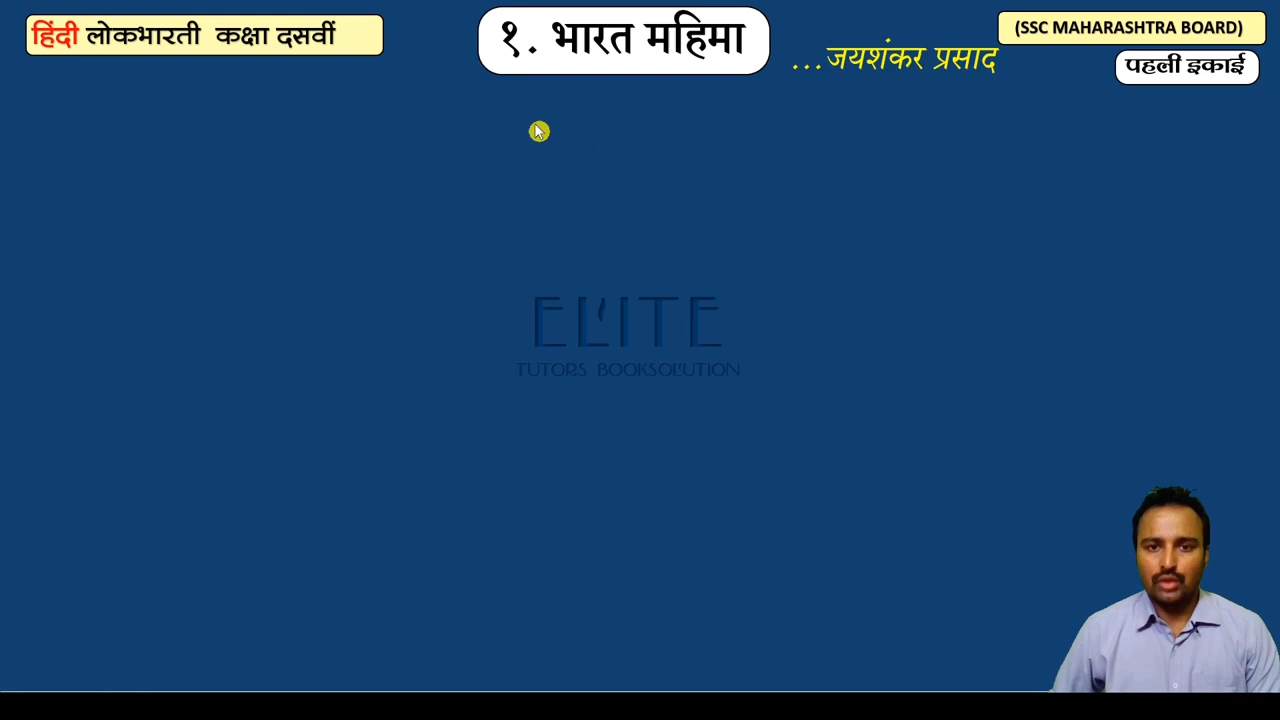 हिंदी लोकभारती कक्षा दसवीं
१. भारत महिमा
...जयशंकर प्रसाद
(SSC MAHARASHTRA BOARD)
पहली इकाई
ELITE
TUTORS BOOKSOLUTION